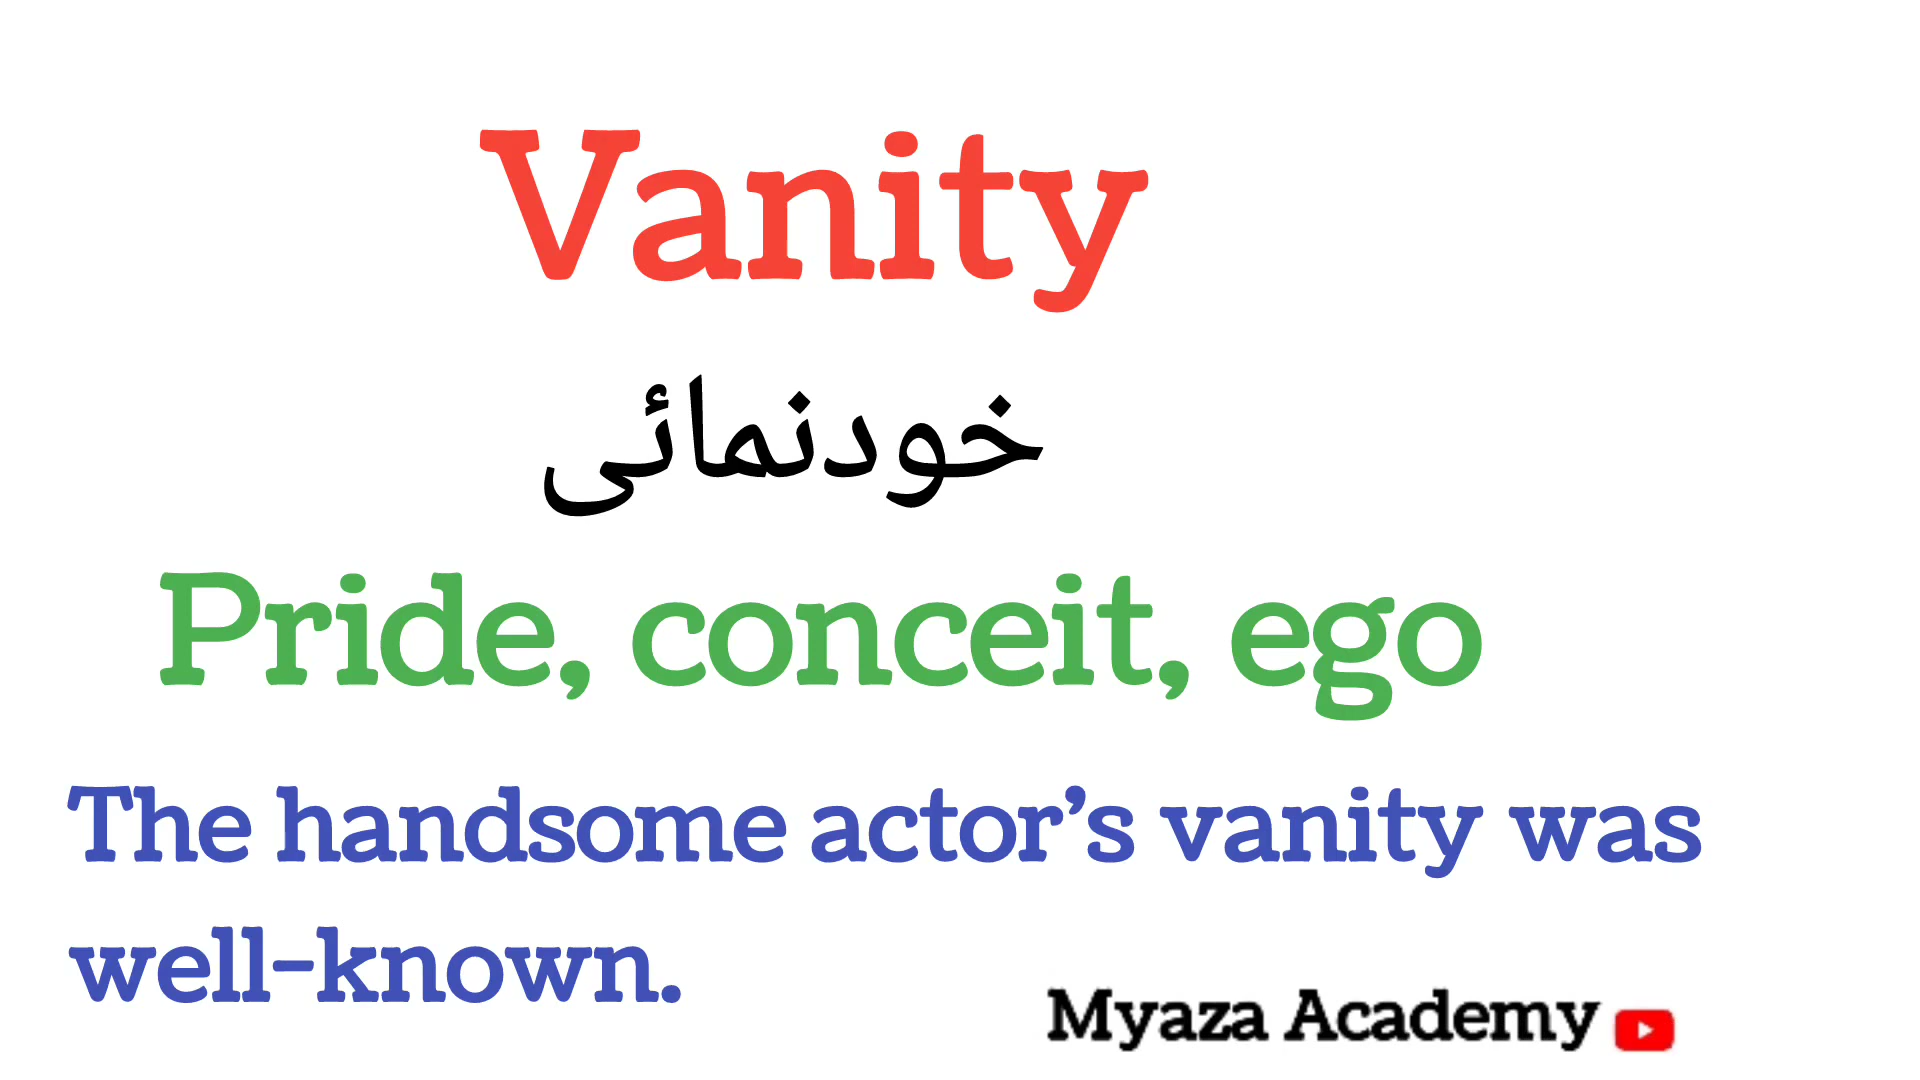 Vanity
خودنمائی
Pride, conceit, ego
The handsome actor’s vanity was
well-known.
Myaza Academy